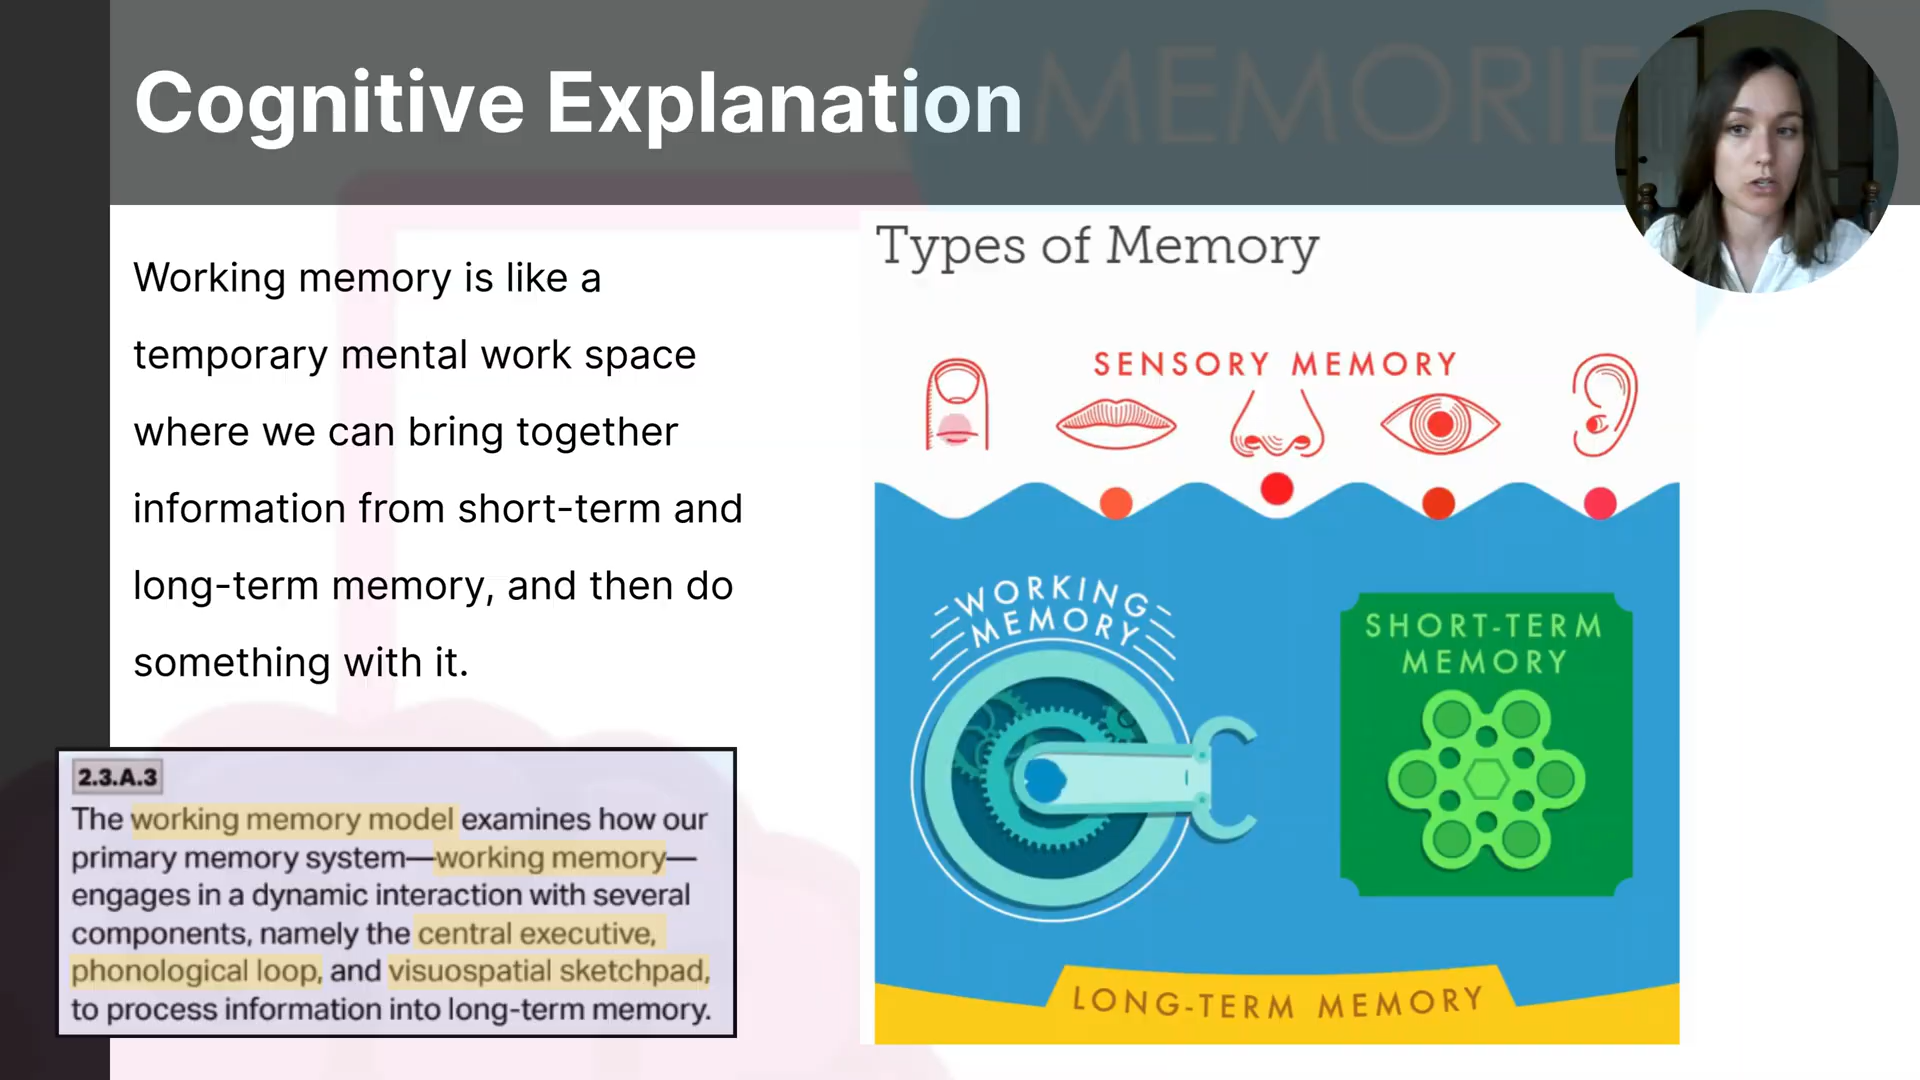 Cognitive Explanation
MEMORIE
Working memory is like a
temporary mental work space
where we can bring together
information from short-term and
long-term memory, and then do
something with it.
2.3.A.3
The working memory model examines how our
primary memory system—working memory—
engages in a dynamic interaction with several
components, namely the central executive,
phonological loop, and visuospatial sketchpad,
to process information into long-term memory.
Types of Memory
SENSORY MEMORY
WORKING
MEMORY
SHORT-TERM
MEMORY
LONG-TERM MEMORY